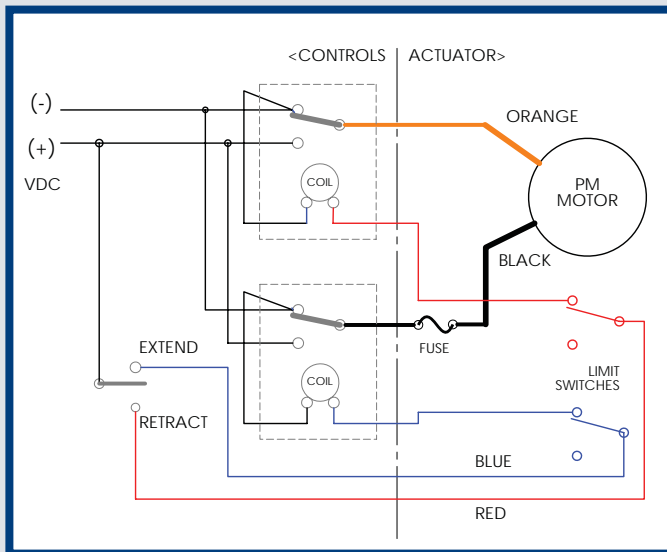 <CONTROLS
ACTUATOR>
(-)
(+)
VDC
ORANGE
PM
MOTOR
COIL
BLACK
FUSE
EXTEND
COIL
LIMIT
SWITCHES
RETRACT
BLUE
RED